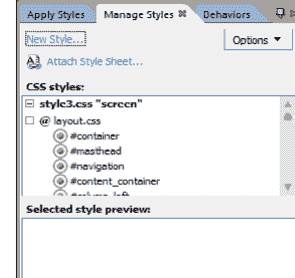 Apply Styles Manage Styles Behaviors
New Style...
Options
Attach Style Sheet...
CSS styles:
style3.css "screen"
@ layout.css
#container
#masthead
#navigation
#content_container
Selected style preview: